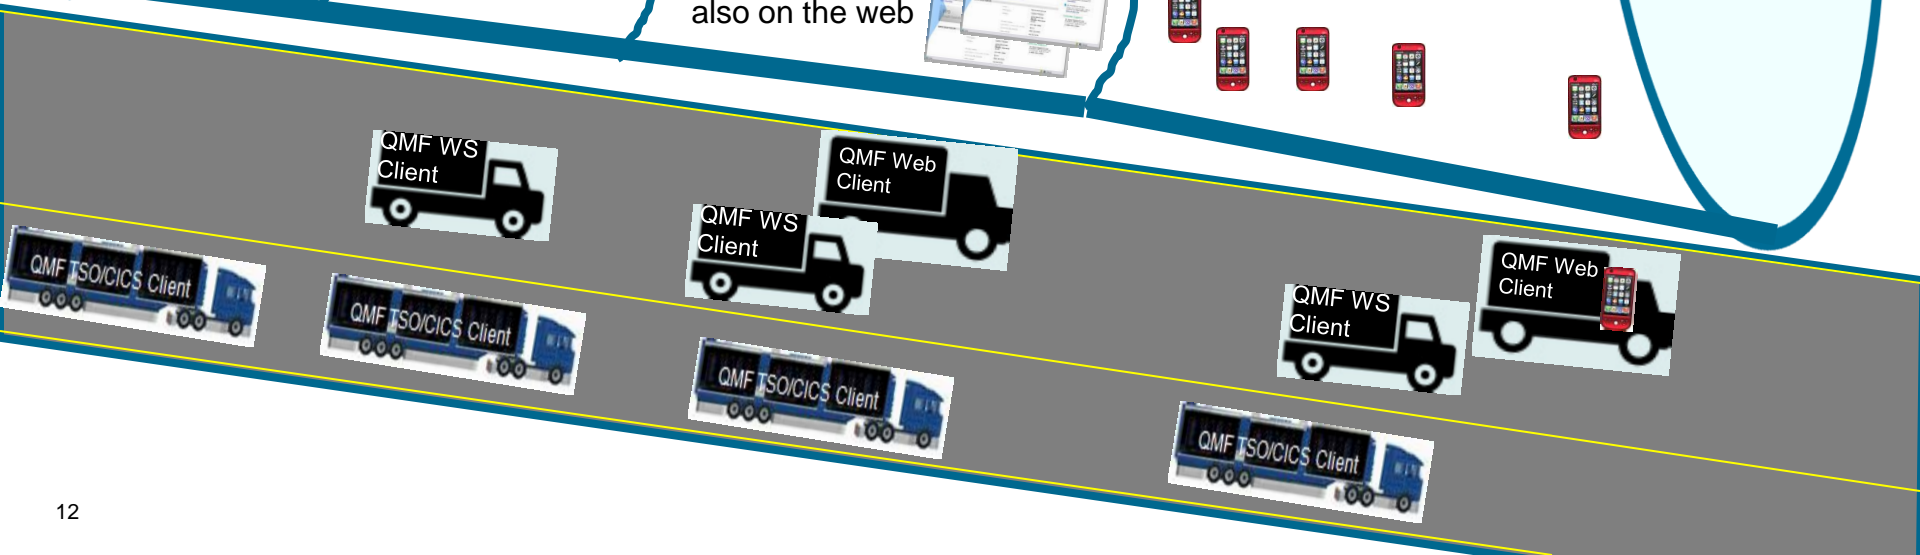 also on the web
QMF WS
Client
QMF Web
Client
QMF WS
Client
QMF TSO/CICS Client
QMF TSO/CICS Client
QMF TSO/CICS Client
QMF Web
Client
QMF WS
Client
QMF TSO/CICS Client
12